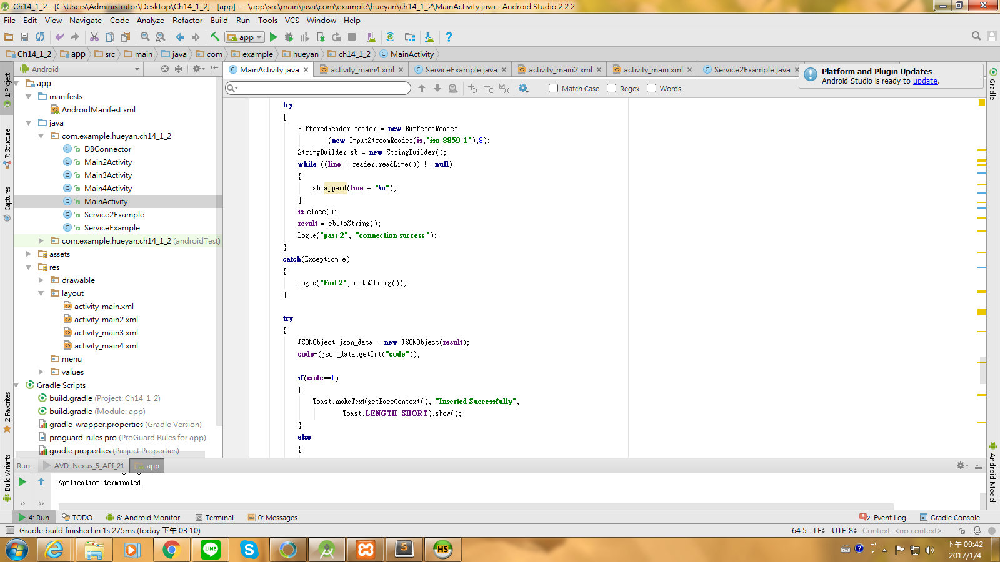 Ch14_1_2 - [C:\Users\Administrator\Desktop\Ch14_1_2] - [app] - ...\app\src\main\java\com\example\hueyan\ch14_1_2\MainActivity.java - Android Studio 2.2.2
File Edit View Navigate Code Analyze Refactor Build Run Tools VCS Window Help
app
Ch14_1_2 app src main java com example hueyan ch14_1_2 MainActivity
Android
MainActivity.java activity_main4.xml ServiceExample.java activity_main2.xml activity_main.xml Service2Example.java
Platform and Plugin Updates
Android Studio is ready to update.
Match Case Regex Words
1: Project
7: Structure
Captures
2: Favorites
Build Variants
app
manifests
AndroidManifest.xml
java
com.example.hueyan.ch14_1_2
DBConnector
Main2Activity
Main3Activity
Main4Activity
MainActivity
Service2Example
ServiceExample
com.example.hueyan.ch14_1_2 (androidTest)
assets
res
drawable
layout
activity_main.xml
activity_main2.xml
activity_main3.xml
activity_main4.xml
menu
values
Gradle Scripts
build.gradle (Project: Ch14_1_2)
build.gradle (Module: app)
gradle-wrapper.properties (Gradle Version)
proguard-rules.pro (ProGuard Rules for app)
gradle.properties (Project Properties)
try
{
BufferedReader reader = new BufferedReader
(new InputStreamReader(is,"iso-8859-1"),8);
StringBuilder sb = new StringBuilder();
while ((line = reader.readLine()) != null)
{
sb.append(line + "\n");
}
is.close();
result = sb.toString();
Log.e("pass 2", "connection success ");
}
catch(Exception e)
{
Log.e("Fail 2", e.toString());
}
try
{
JSONObject json_data = new JSONObject(result);
code=(json_data.getInt("code"));
if(code==1)
{
Toast.makeText(getBaseContext(), "Inserted Successfully",
Toast.LENGTH_SHORT).show();
}
else
{
Gradle
Android Model
Run: AVD: Nexus_5_API_21 app
Application terminated.
4: Run TODO 6: Android Monitor Terminal 0: Messages 2 Event Log Gradle Console
Gradle build finished in 1s 275ms (today 下午 03:10) 64:5 LF UTF-8 Context: <no context>
LINE
S
HS
下午 09:42
2017/1/4